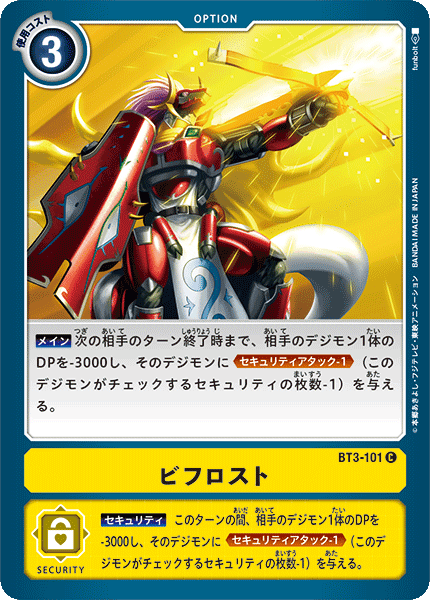 使用コスト
3
OPTION
funbolt
メイン 次の相手のターン終了時まで、相手のデジモン1体の
DPを-3000し、そのデジモンに セキュリティアタック-1 (この
デジモンがチェックするセキュリティの枚数-1) を与え
る。
©本郷あきよし・フジテレビ・東映アニメーション BANDAI MADE IN JAPAN
BT3-101 C
ビフロスト
セキュリティ このターンの間、相手のデジモン1体のDPを
-3000し、そのデジモンに セキュリティアタック-1 (このデ
ジモンがチェックするセキュリティの枚数-1) を与える。
SECURITY